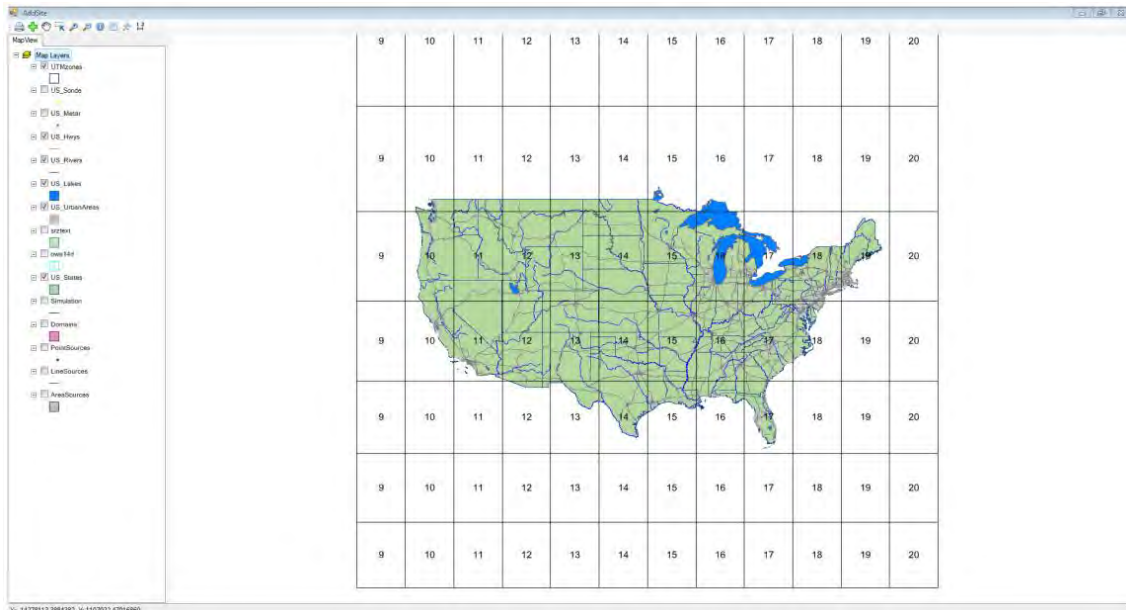 AddSite
MapView
Map Layers
UTMzones
US_Sonde
US_Metar
US_Hwys
US_Rivers
US_Lakes
US_UrbanAreas
US_States
Simulation
Domains
PointSources
LineSources
AreaSources
9 10 11 12 13 14 15 16 17 18 19 20
9 10 11 12 13 14 15 16 17 18 19 20
9 10 11 12 13 14 15 16 17 18 19 20
9 10 11 12 13 14 15 16 17 18 19 20
9 10 11 12 13 14 15 16 17 18 19 20
9 10 11 12 13 14 15 16 17 18 19 20
9 10 11 12 13 14 15 16 17 18 19 20